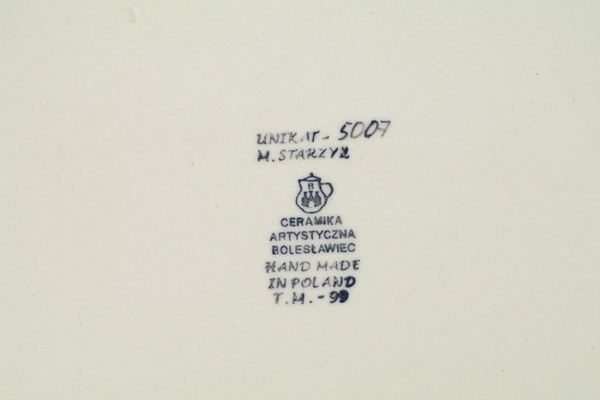 UNIKAT - 5007
M. STARZYK
B
CERAMIKA
ARTYSTYCZNA
BOLESŁAWIEC
HAND MADE
IN POLAND
T.M. - 99